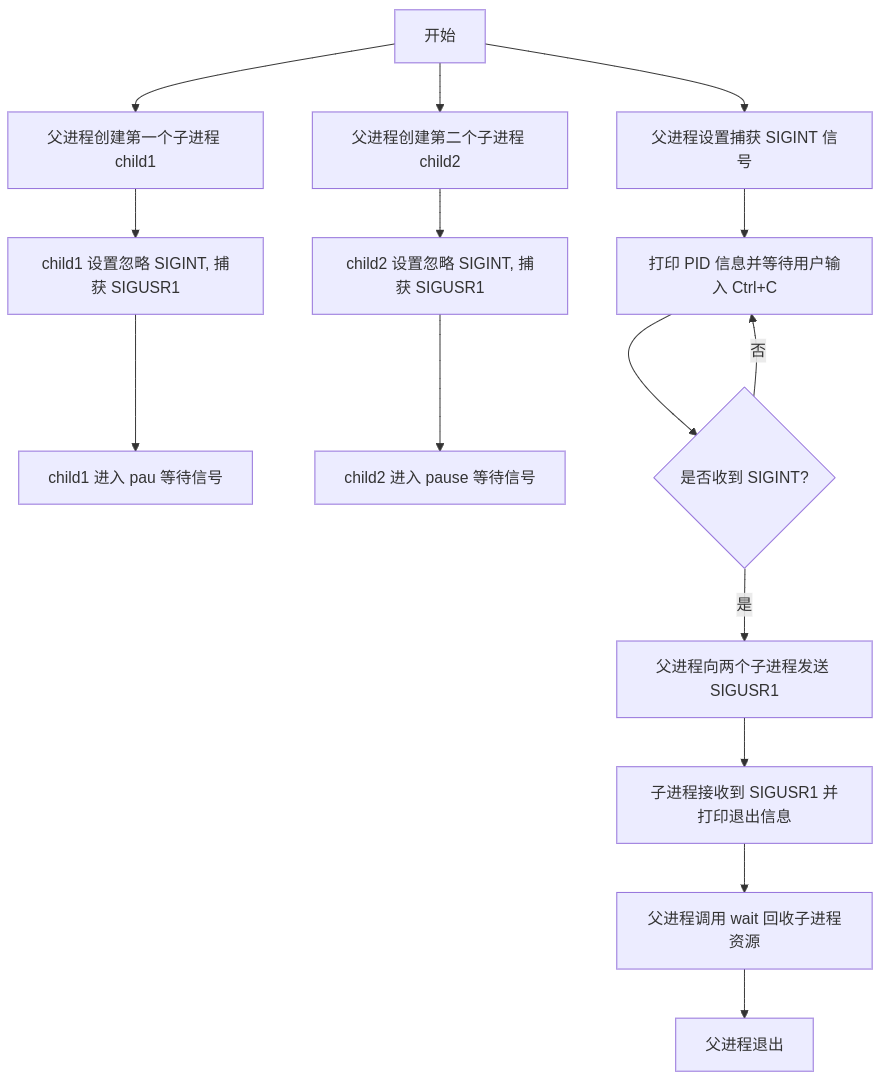 开始
父进程创建第一个子进程
child1
父进程创建第二个子进程
child2
父进程设置捕获 SIGINT 信
号
child1 设置忽略 SIGINT, 捕
获 SIGUSR1
child2 设置忽略 SIGINT, 捕
获 SIGUSR1
打印 PID 信息并等待用户输
入 Ctrl+C
否
child1 进入 pau 等待信号
child2 进入 pause 等待信号
是否收到 SIGINT?
是
父进程向两个子进程发送
SIGUSR1
子进程接收到 SIGUSR1 并
打印退出信息
父进程调用 wait 回收子进程
资源
父进程退出